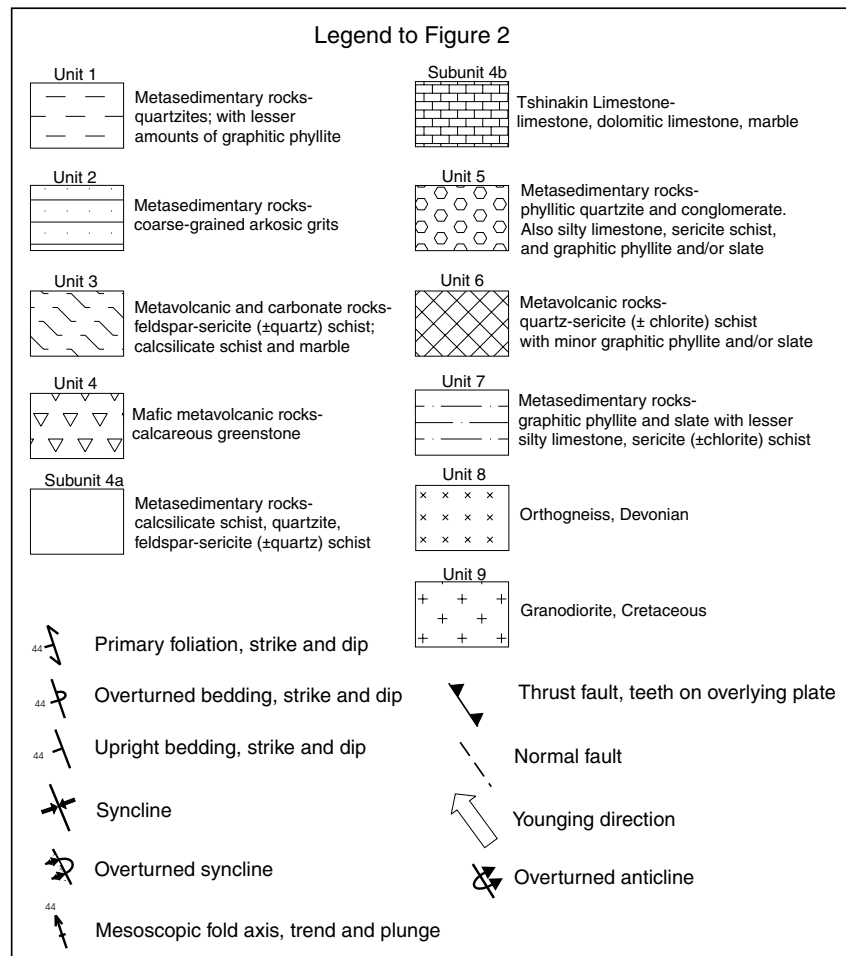 Legend to Figure 2
Unit 1
Metasedimentary rocks-
quartzites; with lesser
amounts of graphitic phyllite
Unit 2
Metasedimentary rocks-
coarse-grained arkosic grits
Unit 3
Metavolcanic and carbonate rocks-
feldspar-sericite (±quartz) schist;
calcsilicate schist and marble
Unit 4
Mafic metavolcanic rocks-
calcareous greenstone
Subunit 4a
Metasedimentary rocks-
calcsilicate schist, quartzite,
feldspar-sericite (±quartz) schist
Subunit 4b
Tshinakin Limestone-
limestone, dolomitic limestone, marble
Unit 5
Metasedimentary rocks-
phyllitic quartzite and conglomerate.
Also silty limestone, sericite schist,
and graphitic phyllite and/or slate
Unit 6
Metavolcanic rocks-
quartz-sericite (± chlorite) schist
with minor graphitic phyllite and/or slate
Unit 7
Metasedimentary rocks-
graphitic phyllite and slate with lesser
silty limestone, sericite (±chlorite) schist
Unit 8
Orthogneiss, Devonian
Unit 9
Granodiorite, Cretaceous
44 Primary foliation, strike and dip
44 Overturned bedding, strike and dip
44 Upright bedding, strike and dip
Syncline
Overturned syncline
44
Mesoscopic fold axis, trend and plunge
Thrust fault, teeth on overlying plate
Normal fault
Younging direction
Overturned anticline